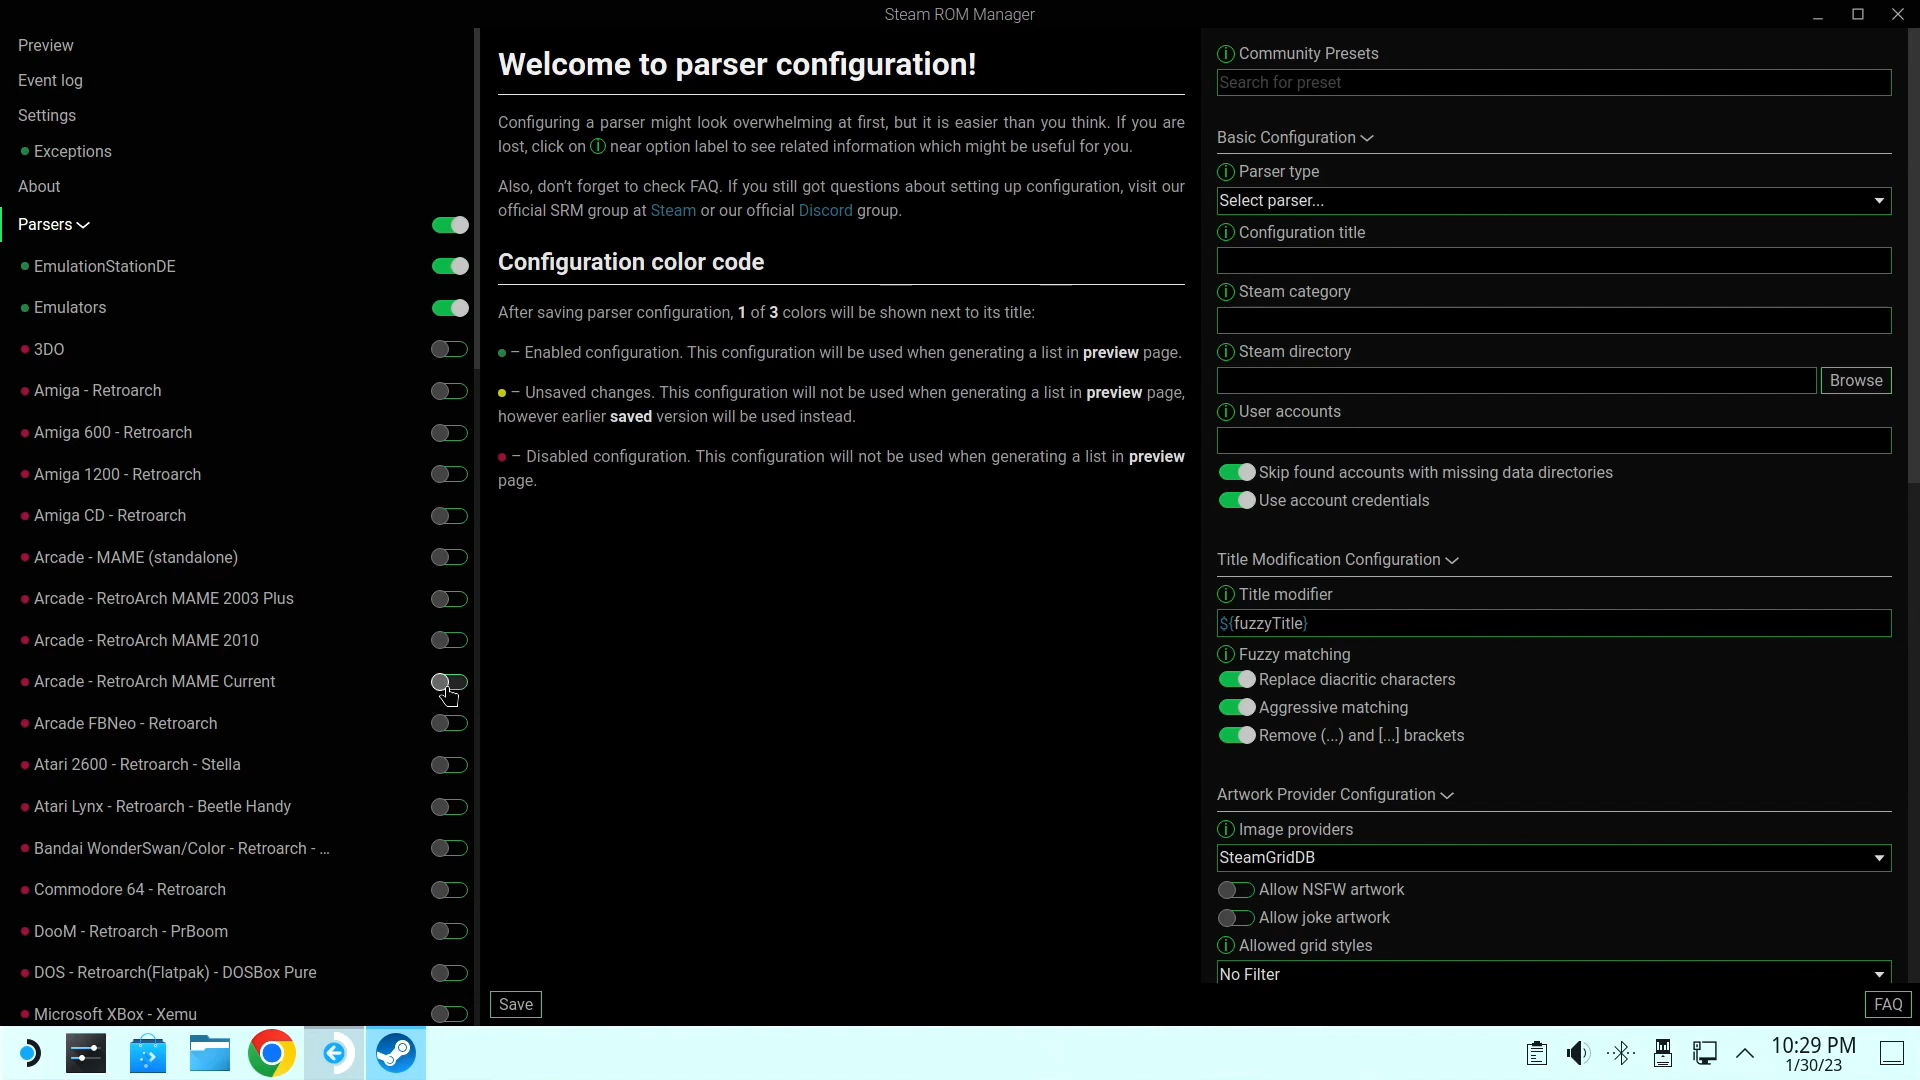 Steam ROM Manager
Preview
Event log
Settings
Exceptions
About
Parsers
EmulationStationDE
Emulators
3DO
Amiga - Retroarch
Amiga 600 - Retroarch
Amiga 1200 - Retroarch
Amiga CD - Retroarch
Arcade - MAME (standalone)
Arcade - RetroArch MAME 2003 Plus
Arcade - RetroArch MAME 2010
Arcade - RetroArch MAME Current
Arcade FBNeo - Retroarch
Atari 2600 - Retroarch - Stella
Atari Lynx - Retroarch - Beetle Handy
Bandai WonderSwan/Color - Retroarch - ...
Commodore 64 - Retroarch
DooM - Retroarch - PrBoom
DOS - Retroarch(Flatpak) - DOSBox Pure
Microsoft XBox - Xemu
Welcome to parser configuration!
Configuring a parser might look overwhelming at first, but it is easier than you think. If you are
lost, click on near option label to see related information which might be useful for you.
Also, don't forget to check FAQ. If you still got questions about setting up configuration, visit our
official SRM group at Steam or our official Discord group.
Configuration color code
After saving parser configuration, 1 of 3 colors will be shown next to its title:
– Enabled configuration. This configuration will be used when generating a list in preview page.
– Unsaved changes. This configuration will not be used when generating a list in preview page,
however earlier saved version will be used instead.
– Disabled configuration. This configuration will not be used when generating a list in preview
page.
Save
Community Presets
Search for preset
Basic Configuration
Parser type
Select parser...
Configuration title
Steam category
Steam directory
Browse
User accounts
Skip found accounts with missing data directories
Use account credentials
Title Modification Configuration
Title modifier
${fuzzyTitle}
Fuzzy matching
Replace diacritic characters
Aggressive matching
Remove (...) and [...] brackets
Artwork Provider Configuration
Image providers
SteamGridDB
Allow NSFW artwork
Allow joke artwork
Allowed grid styles
No Filter
FAQ
10:29 PM
1/30/23